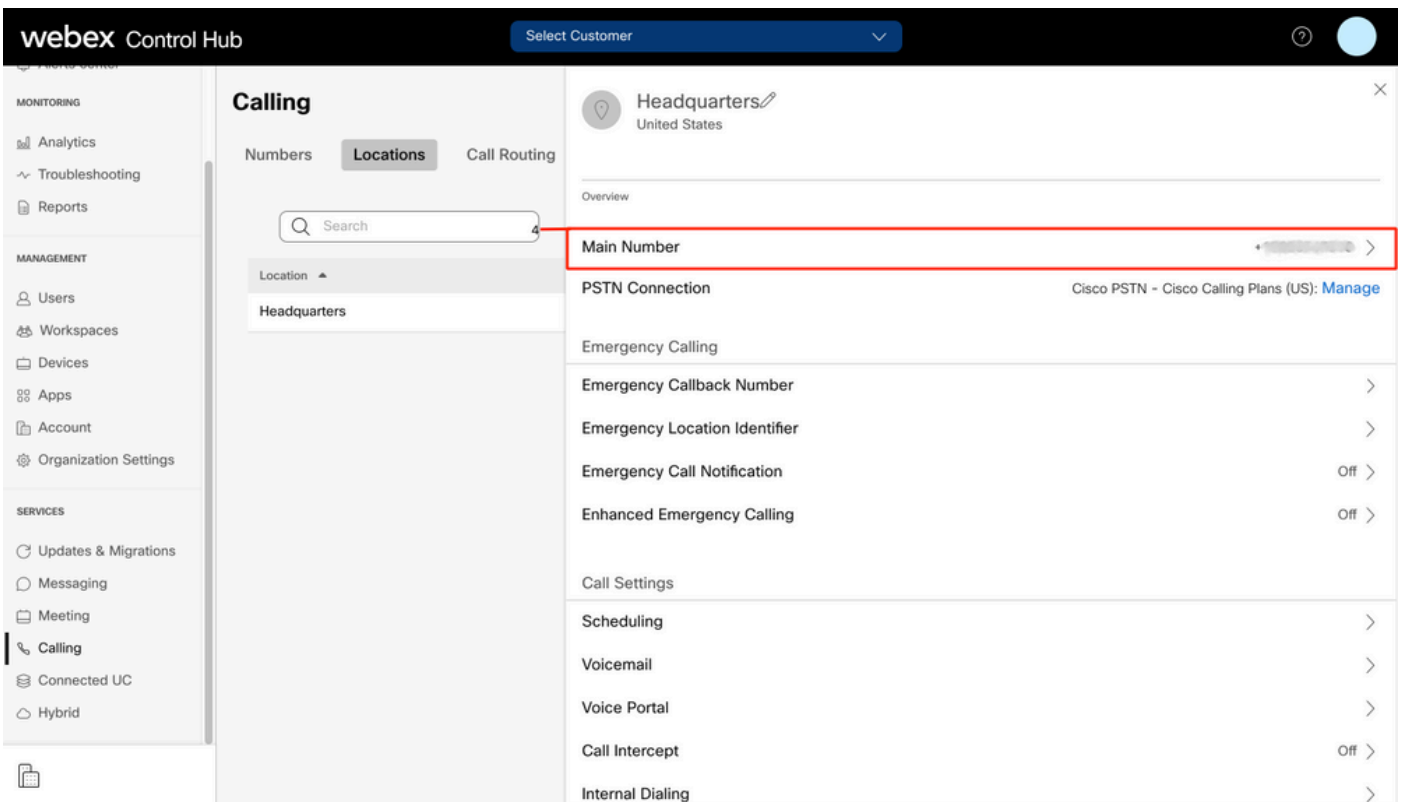 webex Control Hub
Select Customer
MONITORING
Analytics
Troubleshooting
Reports
MANAGEMENT
Users
Workspaces
Devices
Apps
Account
Organization Settings
SERVICES
Updates & Migrations
Messaging
Meeting
Calling
Connected UC
Hybrid
Calling
Numbers Locations Call Routing
Search 4
Location
Headquarters
Headquarters
United States
Overview
Main Number
PSTN Connection Cisco PSTN - Cisco Calling Plans (US): Manage
Emergency Calling
Emergency Callback Number
Emergency Location Identifier
Emergency Call Notification Off
Enhanced Emergency Calling Off
Call Settings
Scheduling
Voicemail
Voice Portal
Call Intercept Off
Internal Dialing